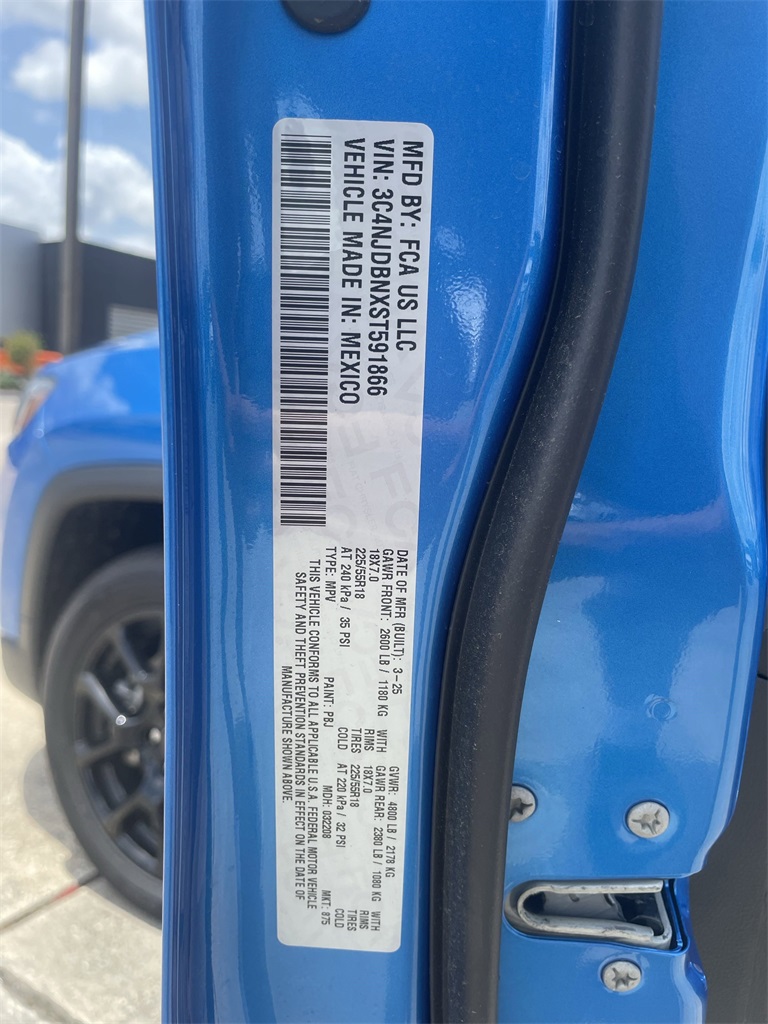 MFD BY: FCA US LLC
VIN: 3C4NJDBNXST591866
VEHICLE MADE IN: MEXICO
DATE OF MFR (BUILT): 3-25 GVWR: 4800 LB / 2178 KG
GAWR FRONT: 2600 LB / 1180 KG WITH GAWR REAR: 2380 LB / 1080 KG WITH
18X7.0 RIMS 18X7.0 RIMS
225/55R18 TIRES 225/55R18 TIRES
AT 240 kPa / 35 PSI COLD AT 220 kPa / 32 PSI COLD
TYPE: MPV PAINT: PBJ MDH: 032208 MKT: 875
THIS VEHICLE CONFORMS TO ALL APPLICABLE U.S.A. FEDERAL MOTOR VEHICLE
SAFETY AND THEFT PREVENTION STANDARDS IN EFFECT ON THE DATE OF
MANUFACTURE SHOWN ABOVE.